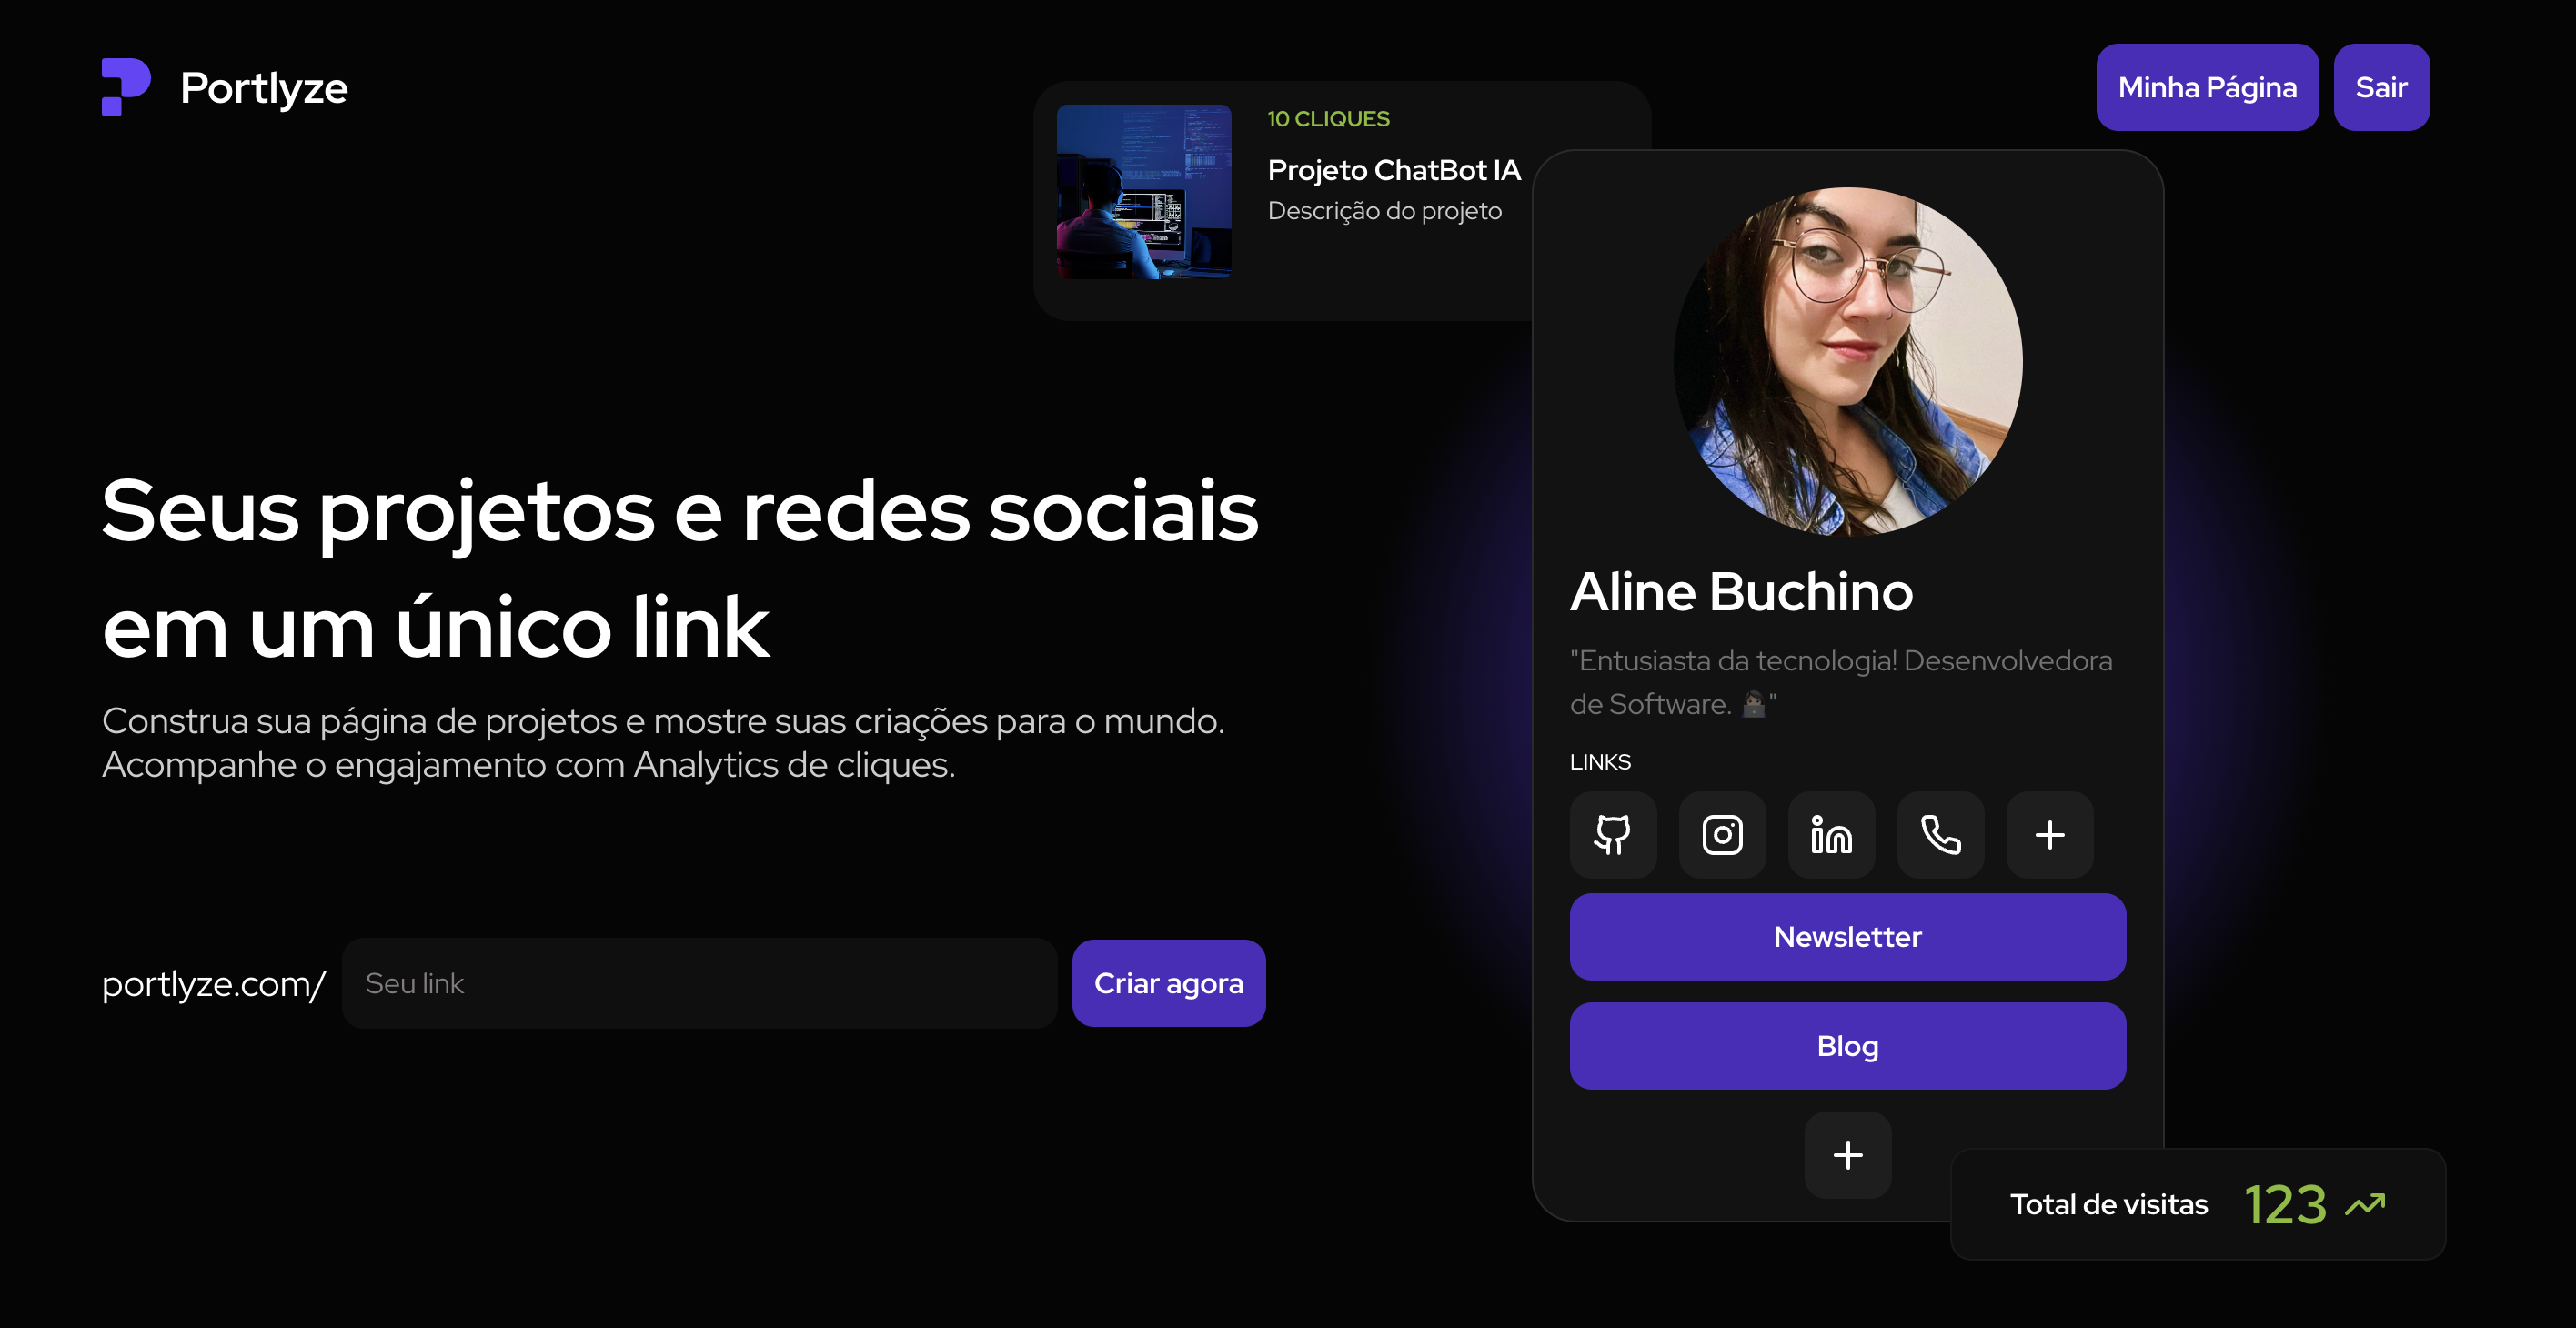 Portlyze
Minha Página
Sair
10 CLIQUES
Projeto ChatBot IA
Descrição do projeto
Seus projetos e redes sociais
em um único link
Construa sua página de projetos e mostre suas criações para o mundo.
Acompanhe o engajamento com Analytics de cliques.
portlyze.com/
Seu link
Criar agora
Aline Buchino
"Entusiasta da tecnologia! Desenvolvedora
de Software. 👩🏾‍💻"
LINKS
Newsletter
Blog
Total de visitas 123